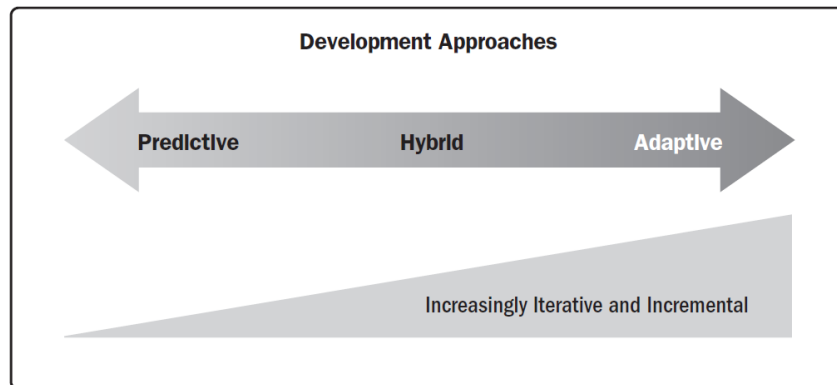 Development Approaches
Predictive Hybrid Adaptive
Increasingly Iterative and Incremental